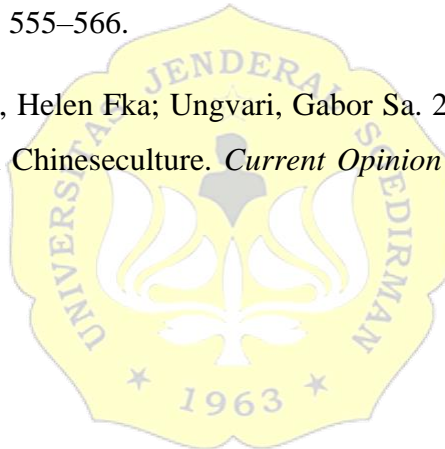 555–566.
, Helen Fka; Ungvari, Gabor Sa. 2
Chineseculture. Current Opinion
UNIVERSITAS JENDERAL SOEDIRMAN
★ 1963 ★